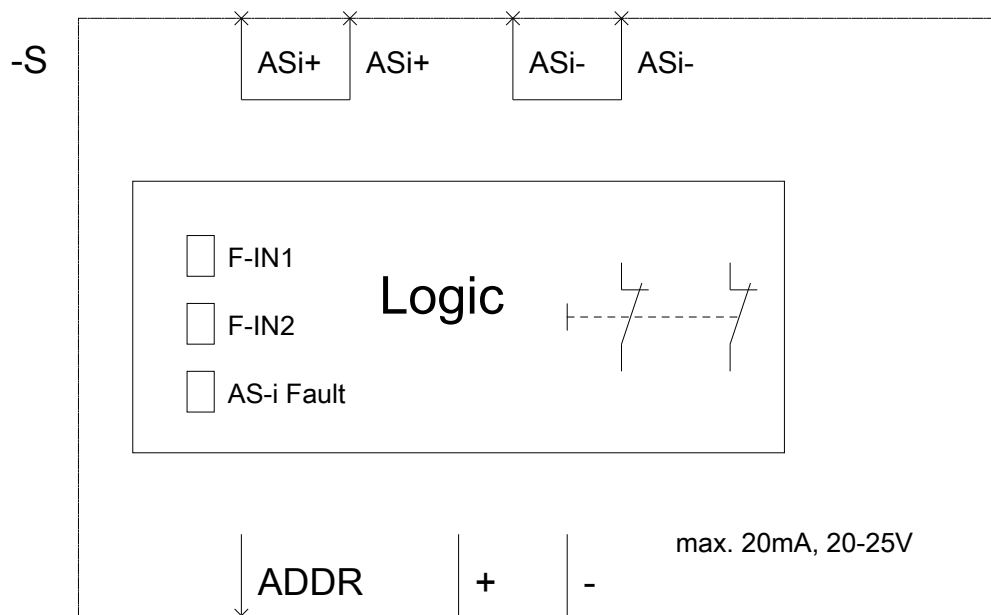 -S
ASi+ ASi+ ASi- ASi-
F-IN1
Logic
F-IN2
AS-i Fault
max. 20mA, 20-25V
ADDR + -